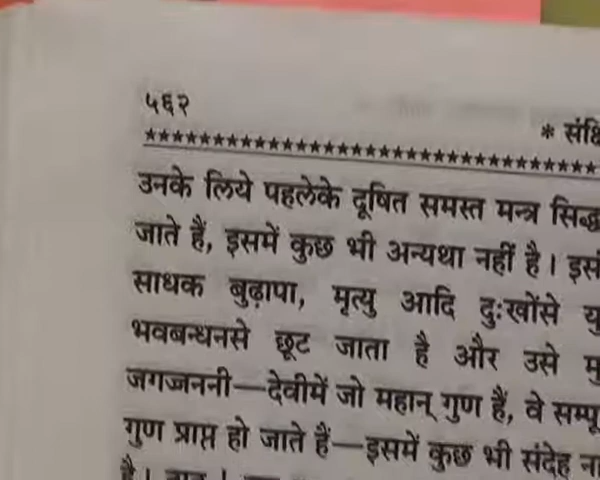 ५६२
* संक्षि
उनके लिये पहलेके दूषित समस्त मन्त्र सिद्ध
जाते हैं, इसमें कुछ भी अन्यथा नहीं है। इस
साधक बुढ़ापा, मृत्यु आदि दुःखोंसे यु
भवबन्धनसे छूट जाता है और उसे मु
जगज्जननी—देवीमें जो महान् गुण हैं, वे सम्पू
गुण प्राप्त हो जाते हैं—इसमें कुछ भी संदेह ना
है।